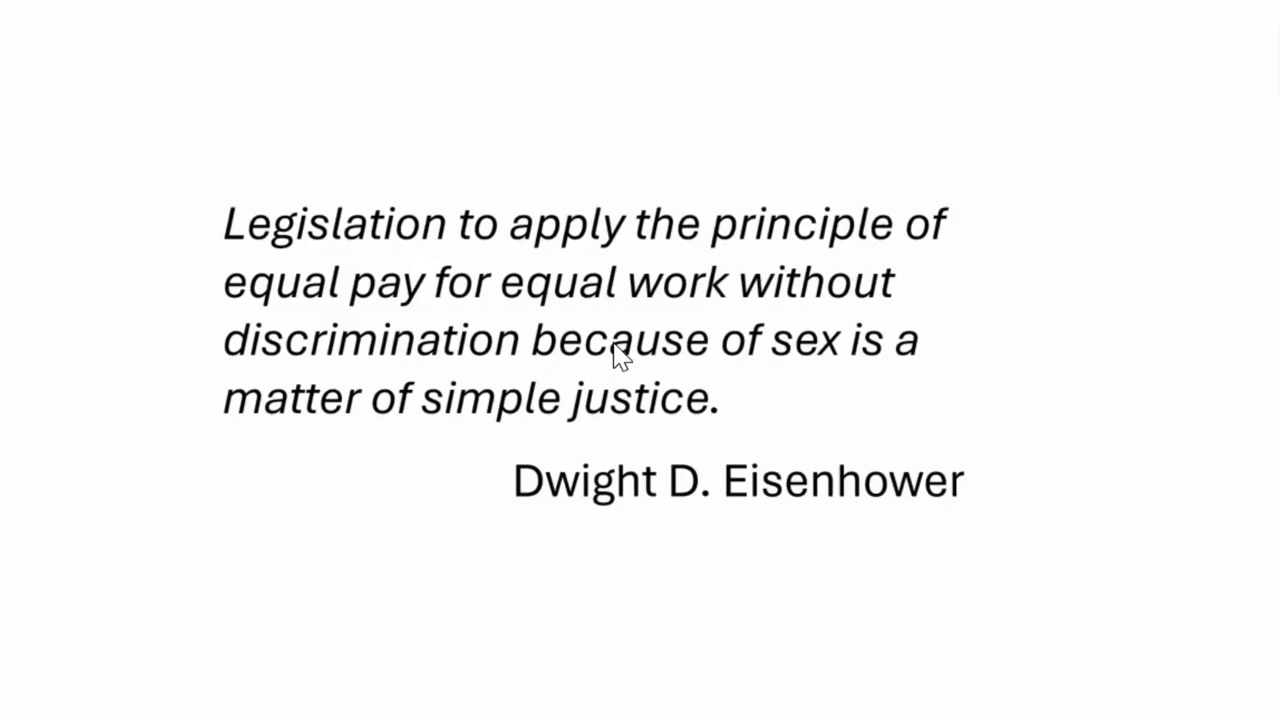 Legislation to apply the principle of
equal pay for equal work without
discrimination because of sex is a
matter of simple justice.
Dwight D. Eisenhower